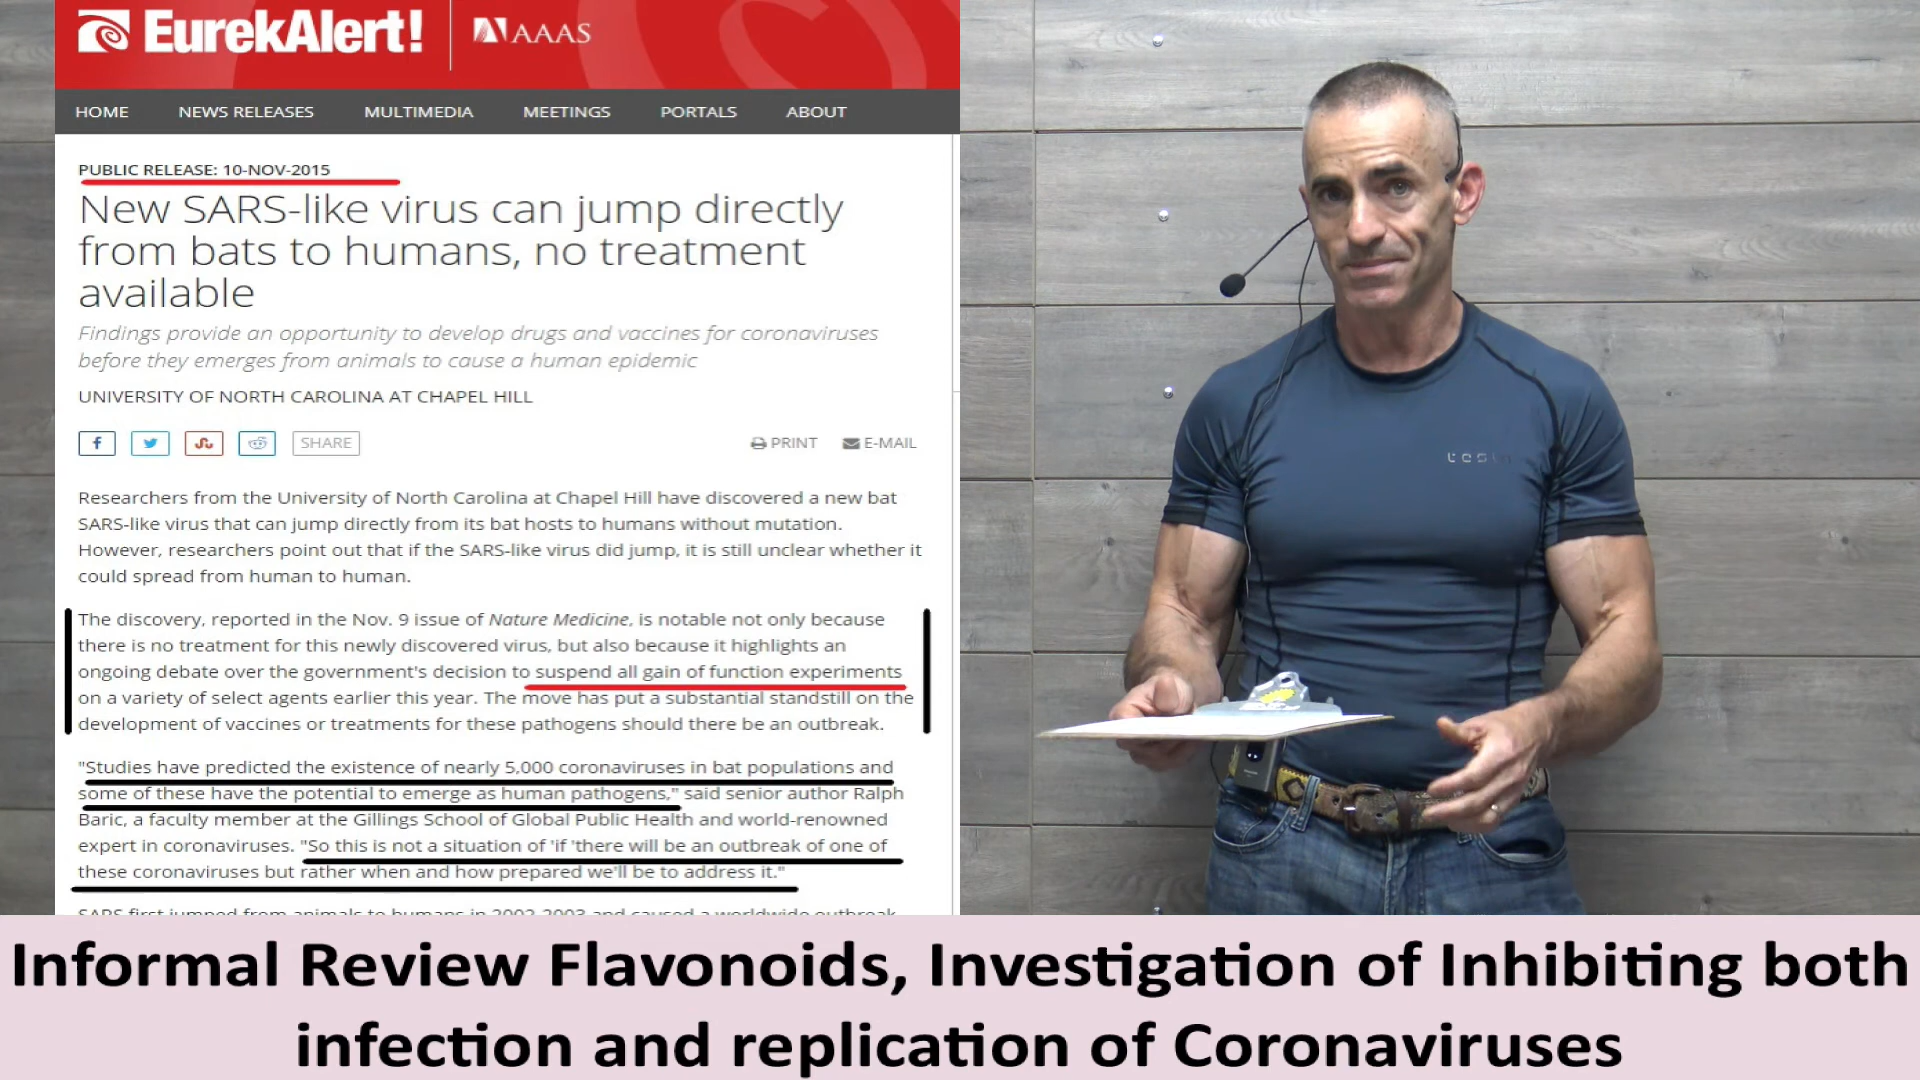 EurekAlert!
AAAS
HOME NEWS RELEASES MULTIMEDIA MEETINGS PORTALS ABOUT
PUBLIC RELEASE: 10-NOV-2015
New SARS-like virus can jump directly
from bats to humans, no treatment
available
Findings provide an opportunity to develop drugs and vaccines for coronaviruses
before they emerges from animals to cause a human epidemic
UNIVERSITY OF NORTH CAROLINA AT CHAPEL HILL
SHARE
PRINT E-MAIL
Researchers from the University of North Carolina at Chapel Hill have discovered a new bat
SARS-like virus that can jump directly from its bat hosts to humans without mutation.
However, researchers point out that if the SARS-like virus did jump, it is still unclear whether it
could spread from human to human.
The discovery, reported in the Nov. 9 issue of Nature Medicine, is notable not only because
there is no treatment for this newly discovered virus, but also because it highlights an
ongoing debate over the government's decision to suspend all gain of function experiments
on a variety of select agents earlier this year. The move has put a substantial standstill on the
development of vaccines or treatments for these pathogens should there be an outbreak.
"Studies have predicted the existence of nearly 5,000 coronaviruses in bat populations and
some of these have the potential to emerge as human pathogens," said senior author Ralph
Baric, a faculty member at the Gillings School of Global Public Health and world-renowned
expert in coronaviruses. "So this is not a situation of 'if 'there will be an outbreak of one of
these coronaviruses but rather when and how prepared we'll be to address it."
SARS first jumped from animals to humans in 2002-2003 and caused a worldwide outbreak
Informal Review Flavonoids, Investigation of Inhibiting both
infection and replication of Coronaviruses